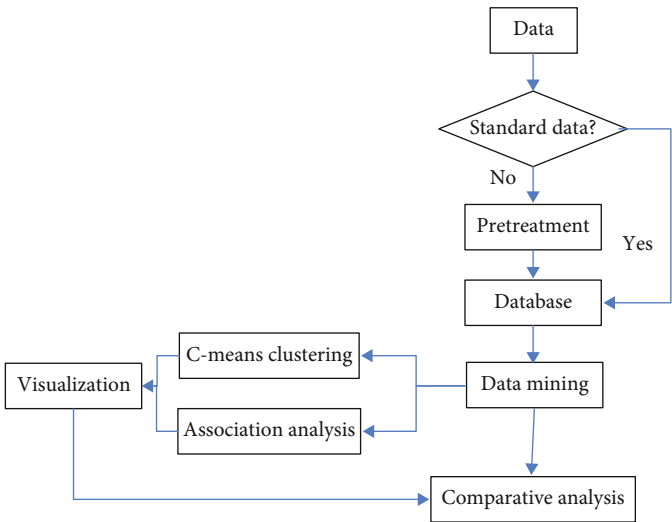 Data
Standard data?
No
Pretreatment
Yes
Database
C-means clustering
Visualization
Data mining
Association analysis
Comparative analysis